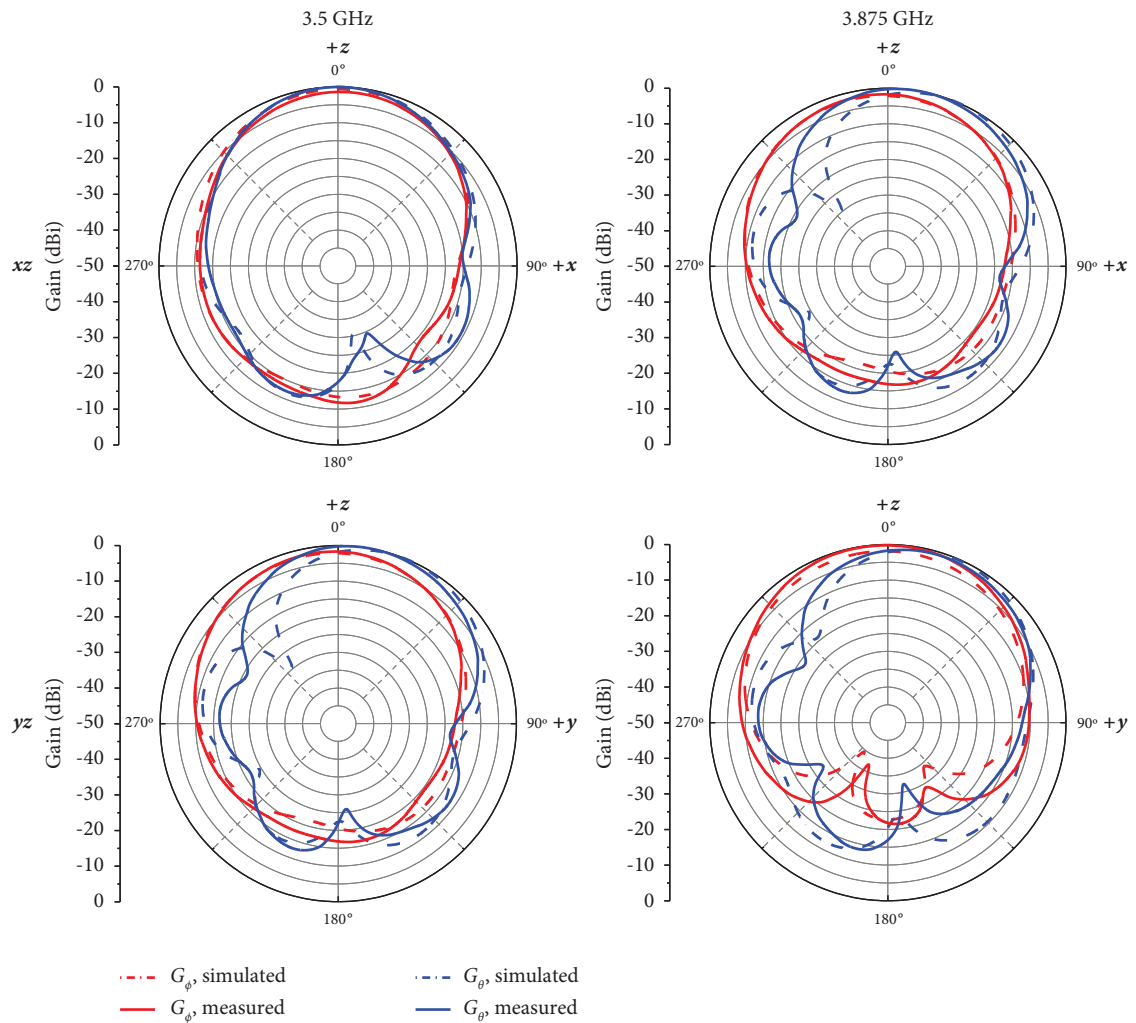 3.5 GHz
3.875 GHz
+z
+z
0°
0°
0
-10
-20
-30
-40
-50
-40
-30
-20
-10
0
Gain (dBi)
xz
270°
90° +x
180°
0
-10
-20
-30
-40
-50
-40
-30
-20
-10
0
Gain (dBi)
270°
90° +x
180°
+z
0°
0
-10
-20
-30
-40
-50
-40
-30
-20
-10
0
Gain (dBi)
yz
270°
90° +y
180°
+z
0°
0
-10
-20
-30
-40
-50
-40
-30
-20
-10
0
Gain (dBi)
270°
90° +y
180°
Gϕ, simulated
Gθ, simulated
Gϕ, measured
Gθ, measured